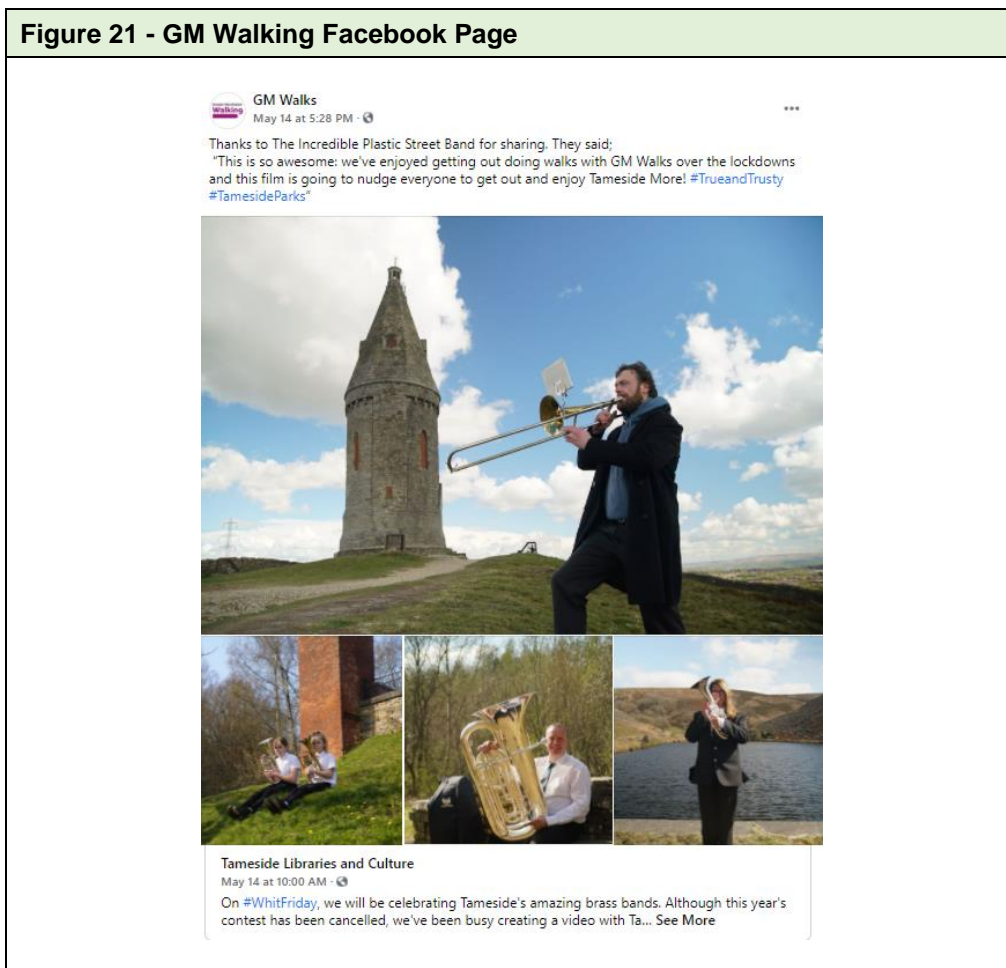 Figure 21 - GM Walking Facebook Page
Walking
GM Walks
May 14 at 5:28 PM ·
Thanks to The Incredible Plastic Street Band for sharing. They said;
"This is so awesome: we've enjoyed getting out doing walks with GM Walks over the lockdowns
and this film is going to nudge everyone to get out and enjoy Tameside More! #TrueandTrusty
#TamesideParks"
Tameside Libraries and Culture
May 14 at 10:00 AM ·
On #WhitFriday, we will be celebrating Tameside's amazing brass bands. Although this year's
contest has been cancelled, we've been busy creating a video with Ta... See More